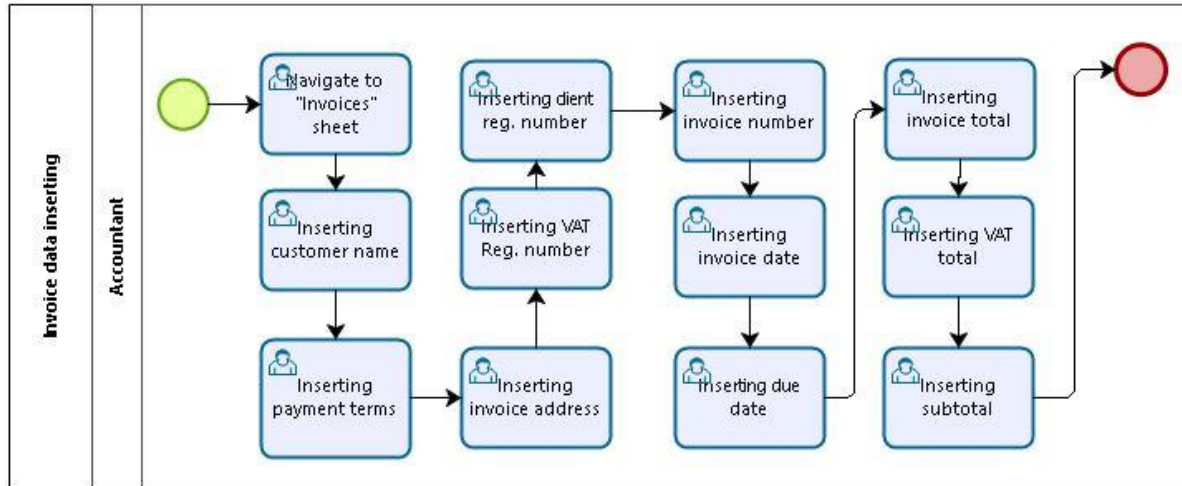 Invoice data inserting
Accountant
Navigate to
"Invoices"
sheet
Inserting
customer name
Inserting
payment terms
Inserting
invoice address
Inserting VAT
Reg. number
Inserting dient
reg. number
Inserting
invoice number
Inserting
invoice date
Inserting due
date
Inserting
invoice total
Inserting VAT
total
Inserting
subtotal